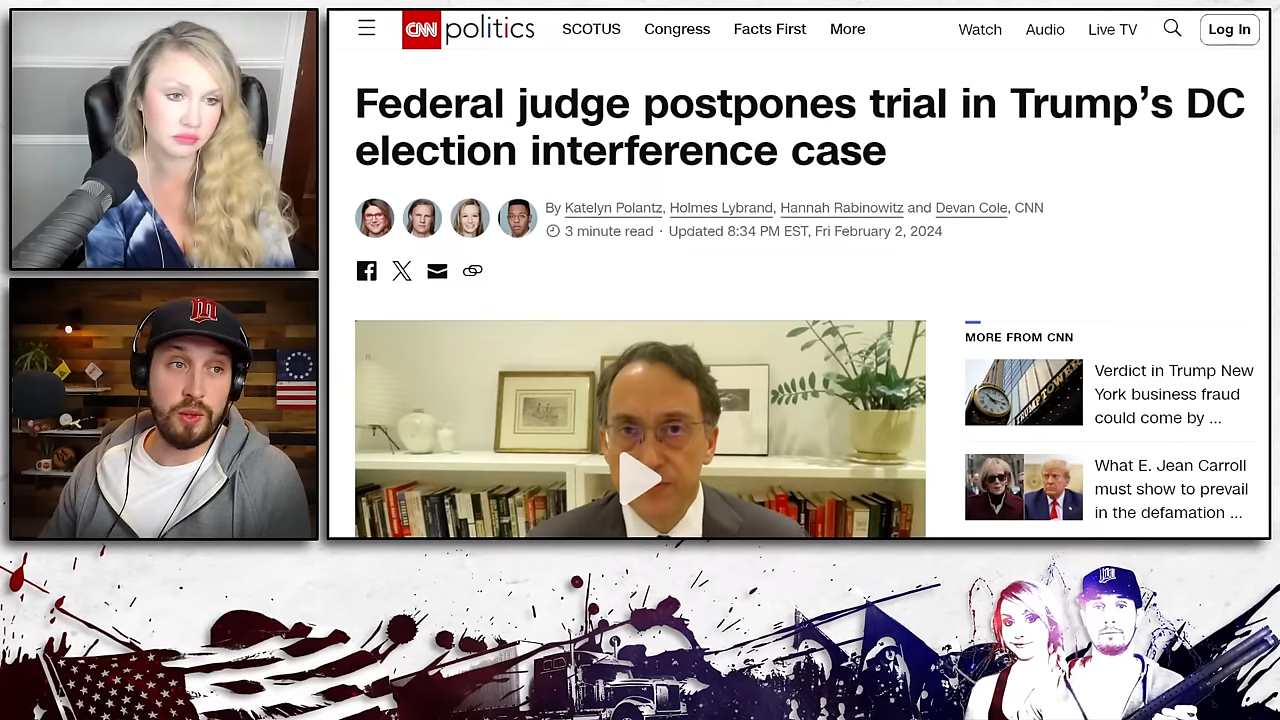 CNN politics SCOTUS Congress Facts First More Watch Audio Live TV Log In
Federal judge postpones trial in Trump's DC
election interference case
By Katelyn Polantz, Holmes Lybrand, Hannah Rabinowitz and Devan Cole, CNN
3 minute read · Updated 8:34 PM EST, Fri February 2, 2024
MORE FROM CNN
Verdict in Trump New
York business fraud
could come by ...
TRUMP TOWER
What E. Jean Carroll
must show to prevail
in the defamation ...